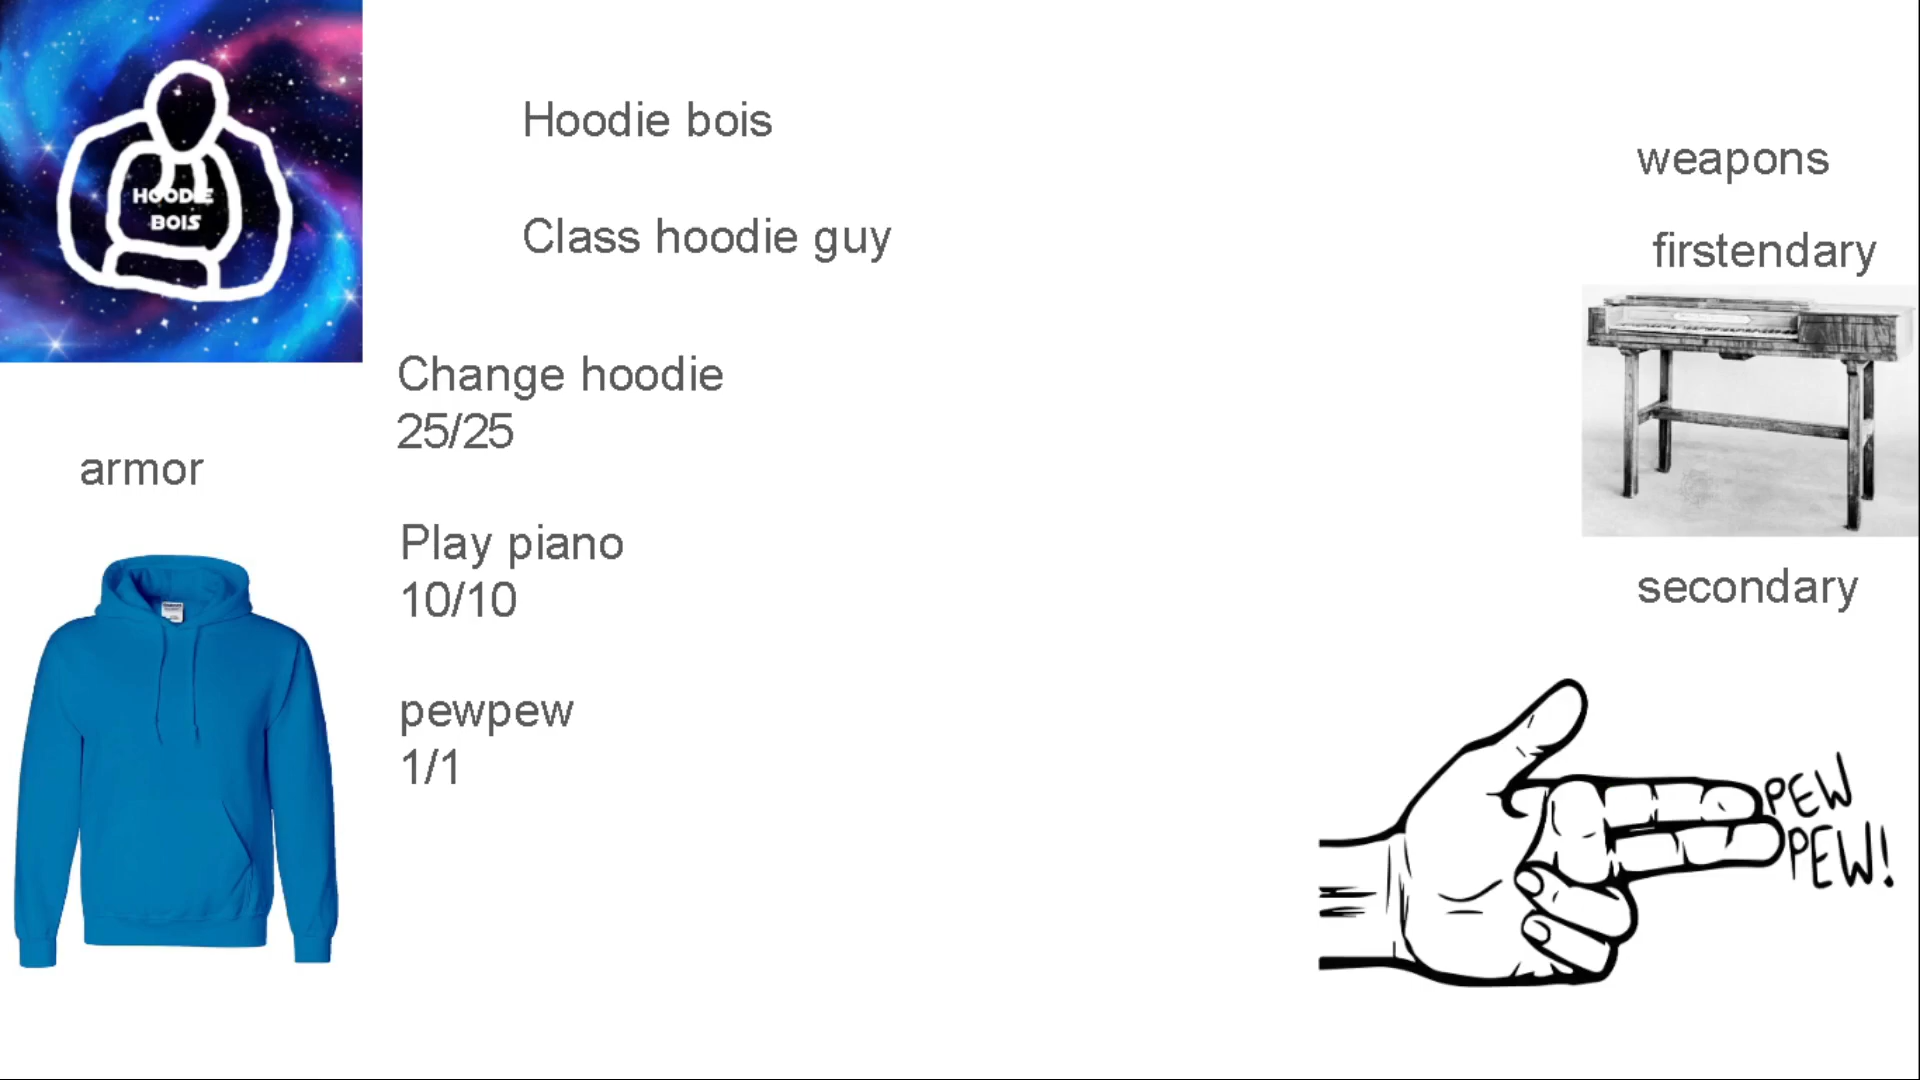 HOODIE
BOIS
Hoodie bois
Class hoodie guy
Change hoodie
25/25
Play piano
10/10
pewpew
1/1
armor
weapons
firstendary
secondary
PEW
PEW!